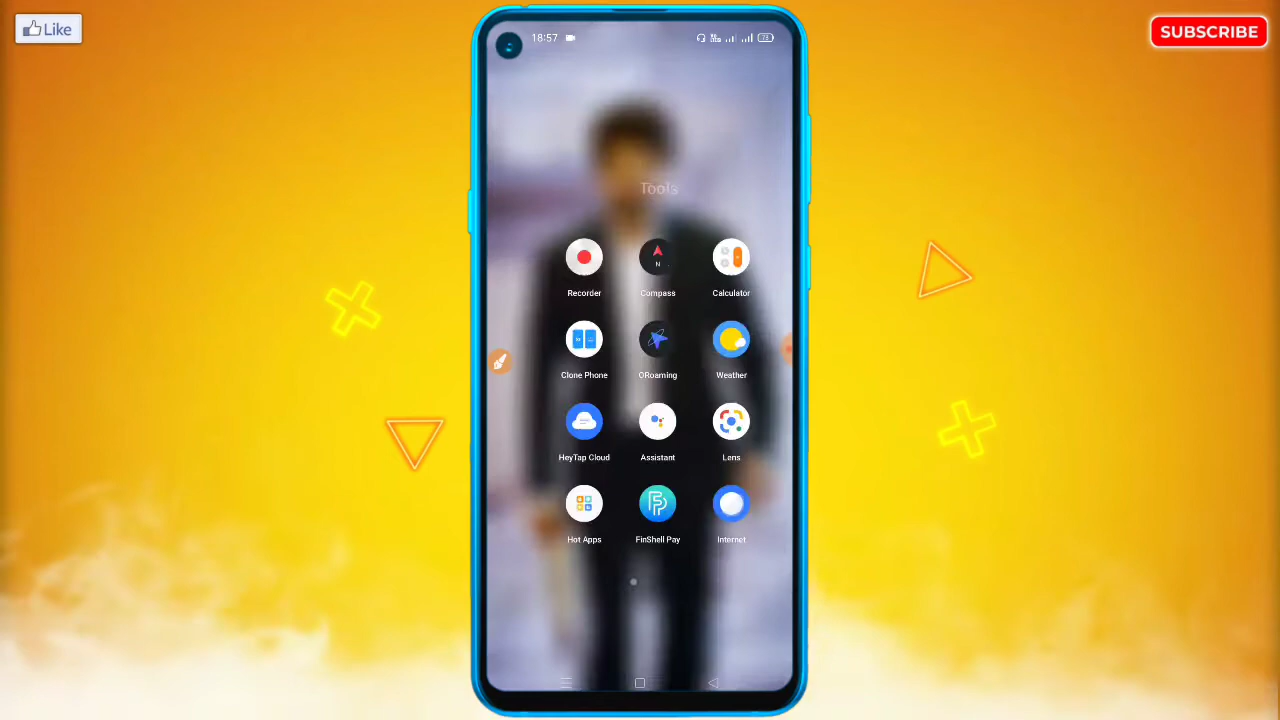 Like
SUBSCRIBE
18:57
73
Tools
Recorder
Compass
Calculator
N
Clone Phone
ORoaming
Weather
HeyTap Cloud
Assistant
Lens
Hot Apps
FinShell Pay
Internet